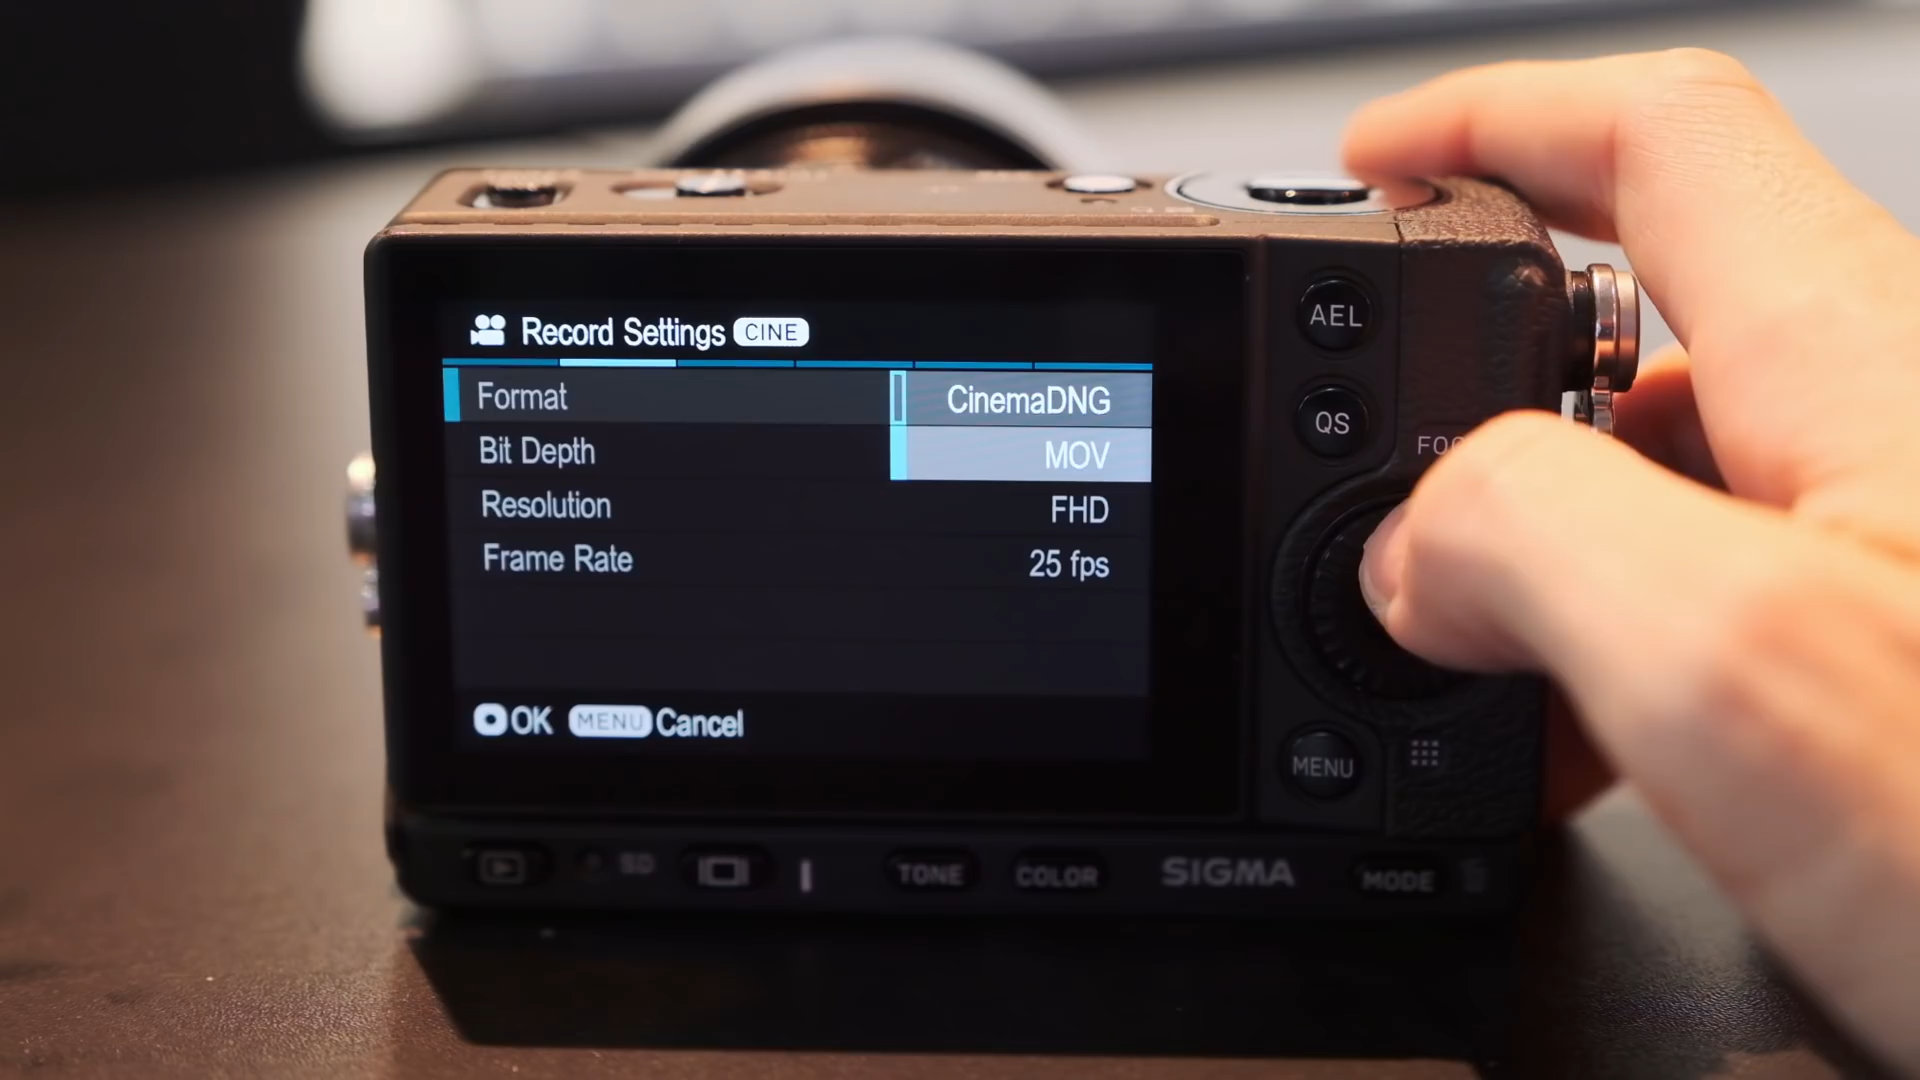 Record Settings CINE
Format CinemaDNG
Bit Depth MOV
Resolution FHD
Frame Rate 25 fps
OK MENU Cancel
AEL
QS
MENU
SD TONE COLOR SIGMA MODE